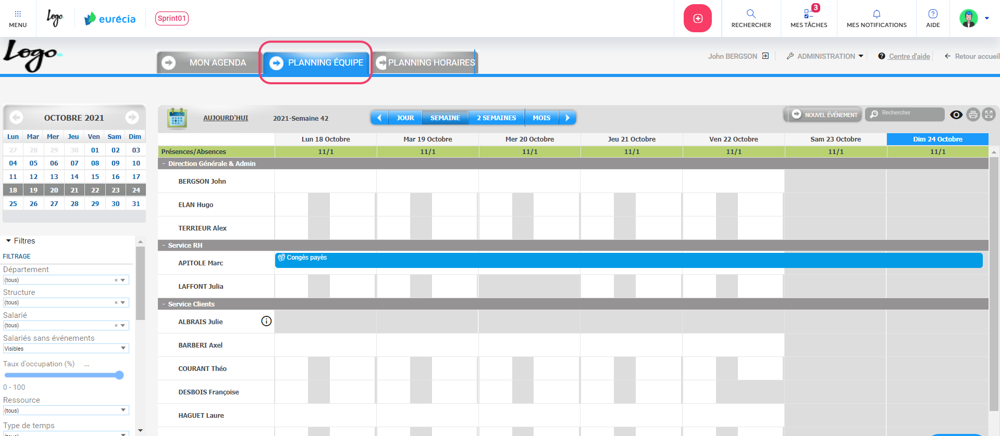 MENU
Logo
eurécia
Sprint01
RECHERCHER
3
MES TÂCHES
MES NOTIFICATIONS
AIDE
Logo
MON AGENDA
PLANNING ÉQUIPE
PLANNING HORAIRES
John BERGSON
ADMINISTRATION
Centre d'aide
Retour accueil
OCTOBRE 2021
Lun Mar Mer Jeu Ven Sam Dim
27 28 29 30 01 02 03
04 05 06 07 08 09 10
11 12 13 14 15 16 17
18 19 20 21 22 23 24
25 26 27 28 29 30 31
Filtres
FILTRAGE
Département
(tous) ×
Structure
(tous) ×
Salarié
(tous) ×
Salariés sans événements
Visibles
Taux d'occupation (%) ...
0 - 100
Ressource
(tous)
Type de temps
AUJOURD'HUI
2021-Semaine 42
JOUR
SEMAINE
2 SEMAINES
MOIS
NOUVEL ÉVÉNEMENT
Rechercher
Lun 18 Octobre Mar 19 Octobre Mer 20 Octobre Jeu 21 Octobre Ven 22 Octobre Sam 23 Octobre Dim 24 Octobre
Présences/Absences 11/1 11/1 11/1 11/1 11/1 11/1 11/1
- Direction Générale & Admin
BERGSON John
ELAN Hugo
TERRIEUR Alex
- Service RH
APITOLE Marc
Congés payés
LAFFONT Julia
- Service Clients
ALBRAIS Julie
BARBERI Axel
COURANT Théo
DESBOIS Françoise
HAGUET Laure